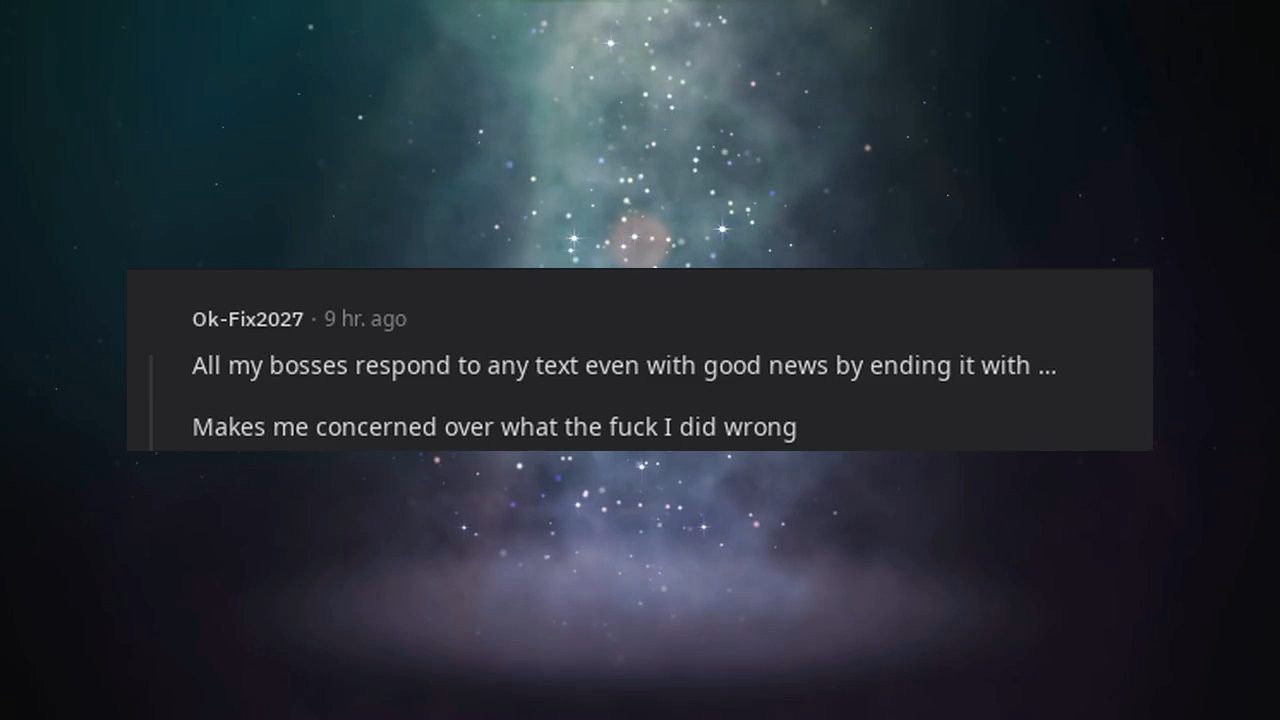 Ok-Fix2027 · 9 hr. ago
All my bosses respond to any text even with good news by ending it with ...
Makes me concerned over what the fuck I did wrong